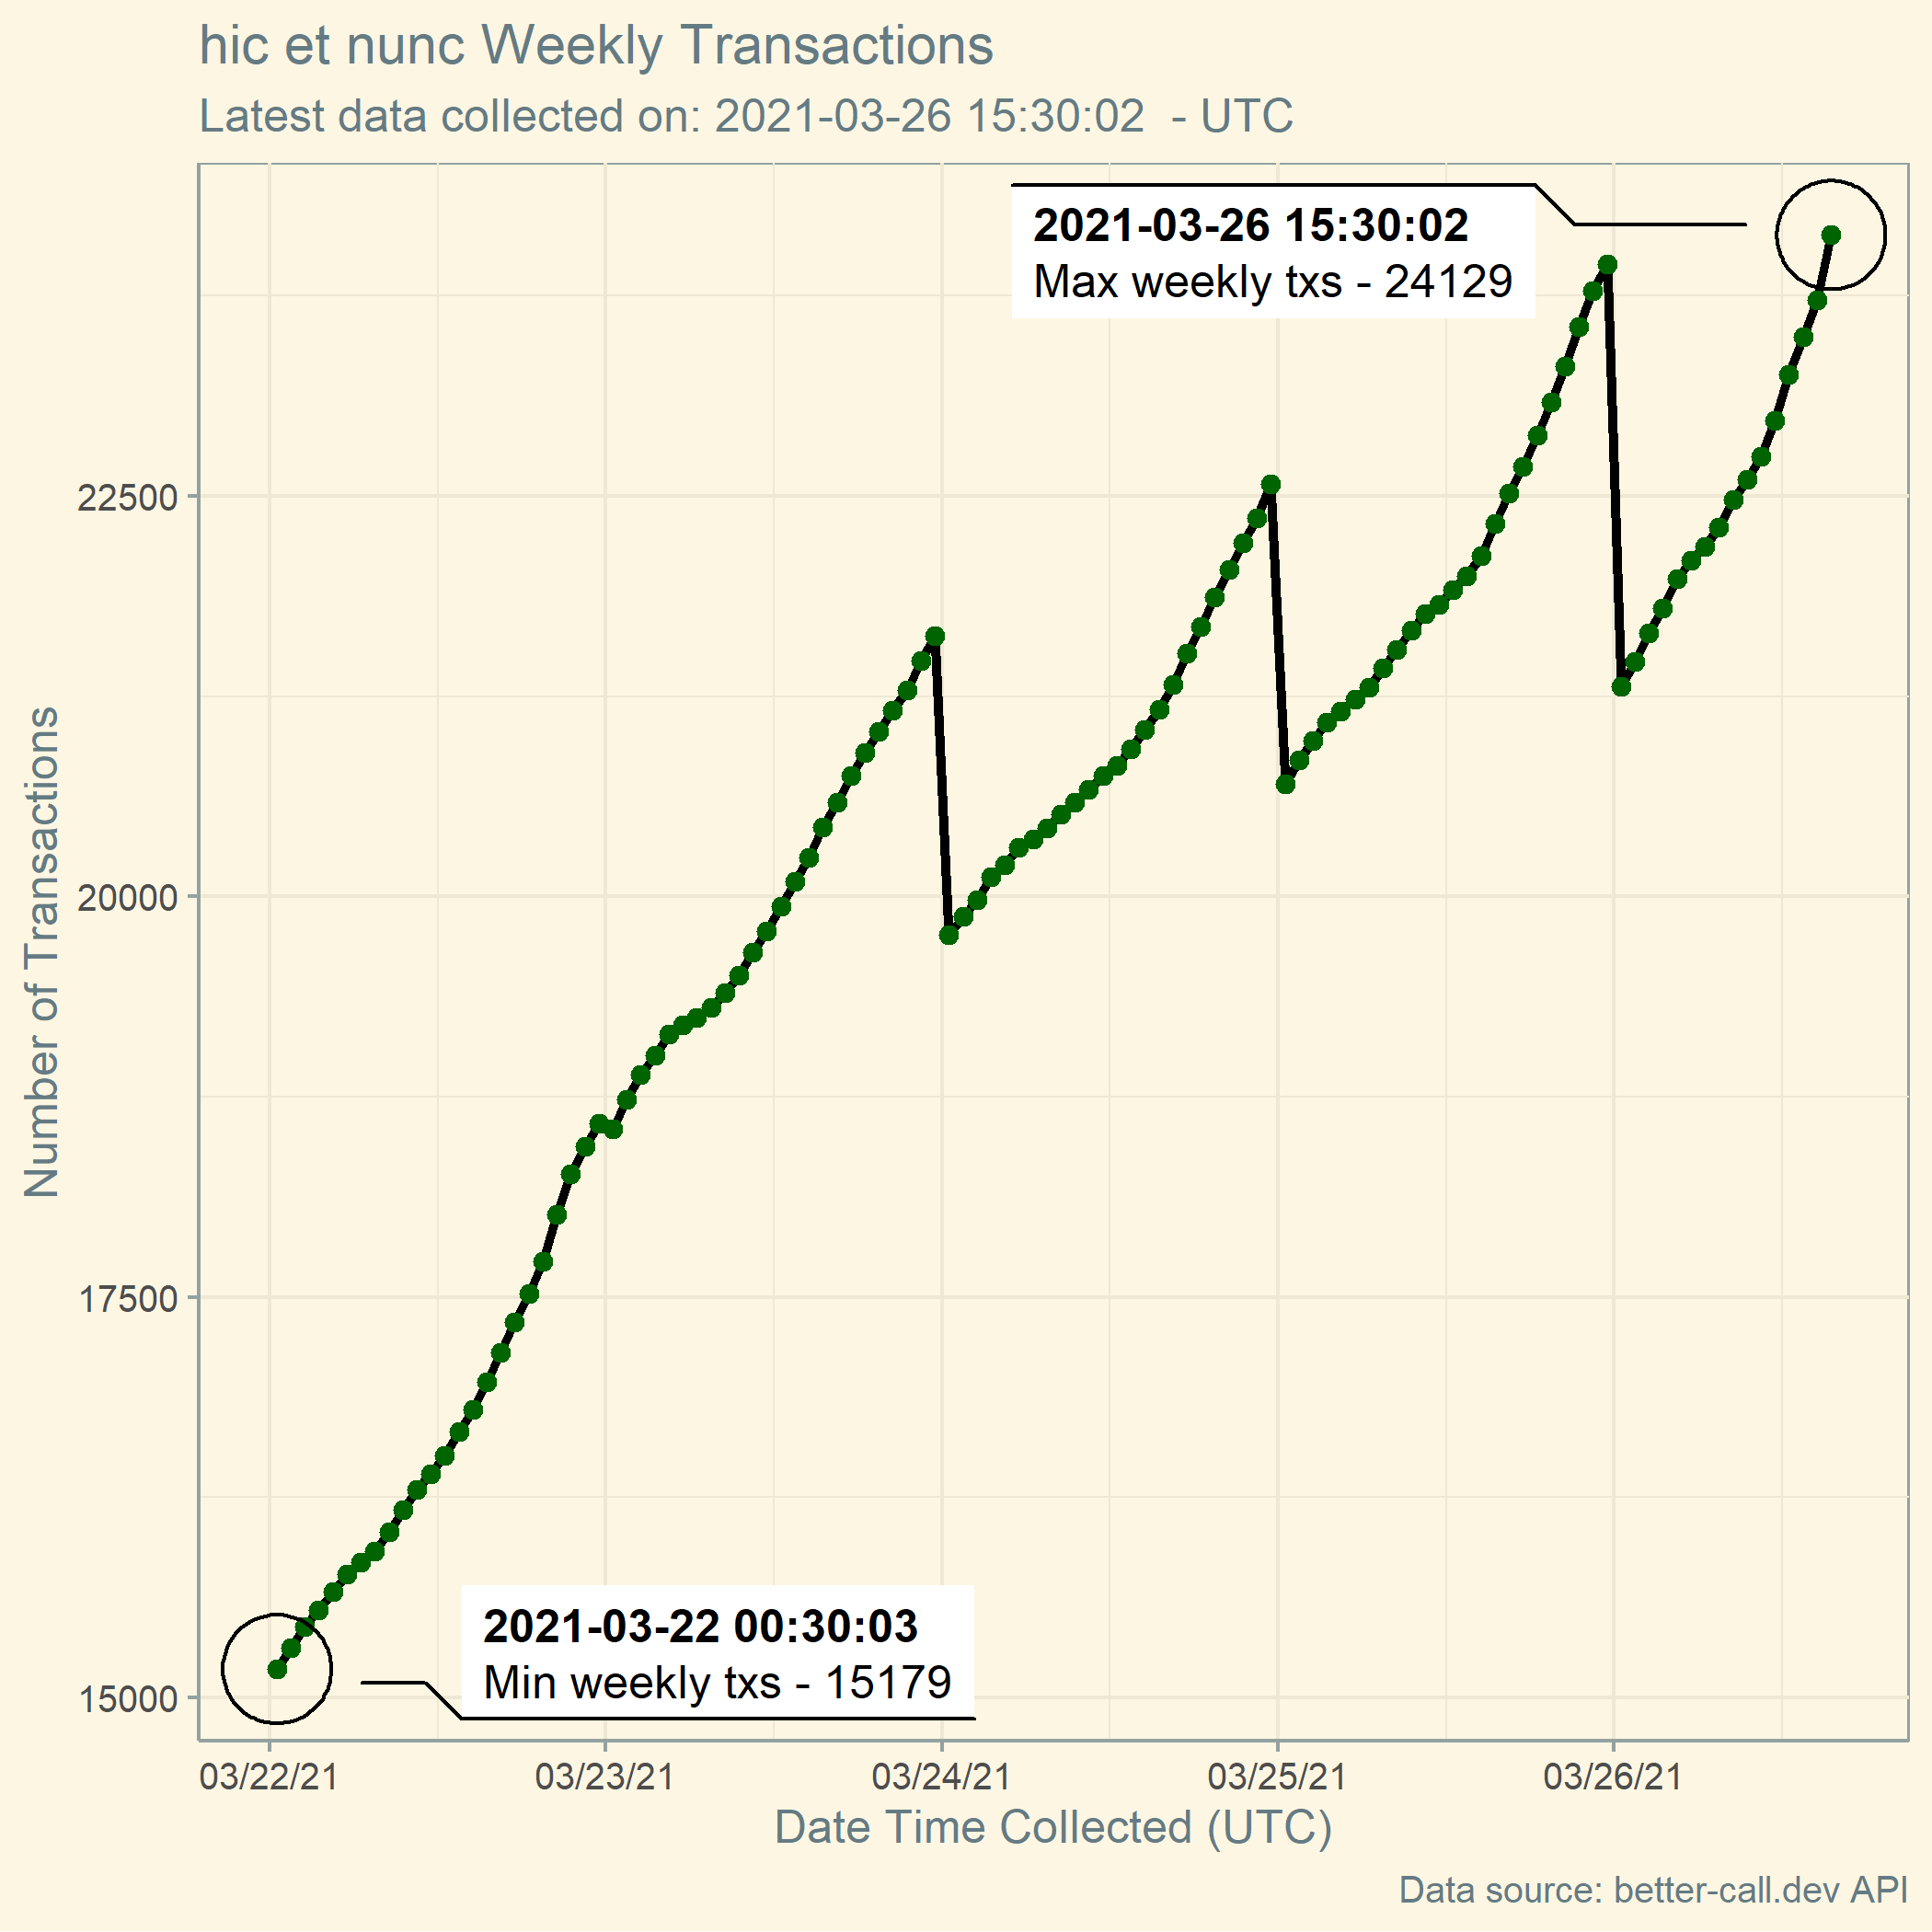 hic et nunc Weekly Transactions
Latest data collected on: 2021-03-26 15:30:02  - UTC
2021-03-26 15:30:02
Max weekly txs - 24129
22500
20000
17500
15000
Number of Transactions
2021-03-22 00:30:03
Min weekly txs - 15179
03/22/21
03/23/21
03/24/21
03/25/21
03/26/21
Date Time Collected (UTC)
Data source: better-call.dev API